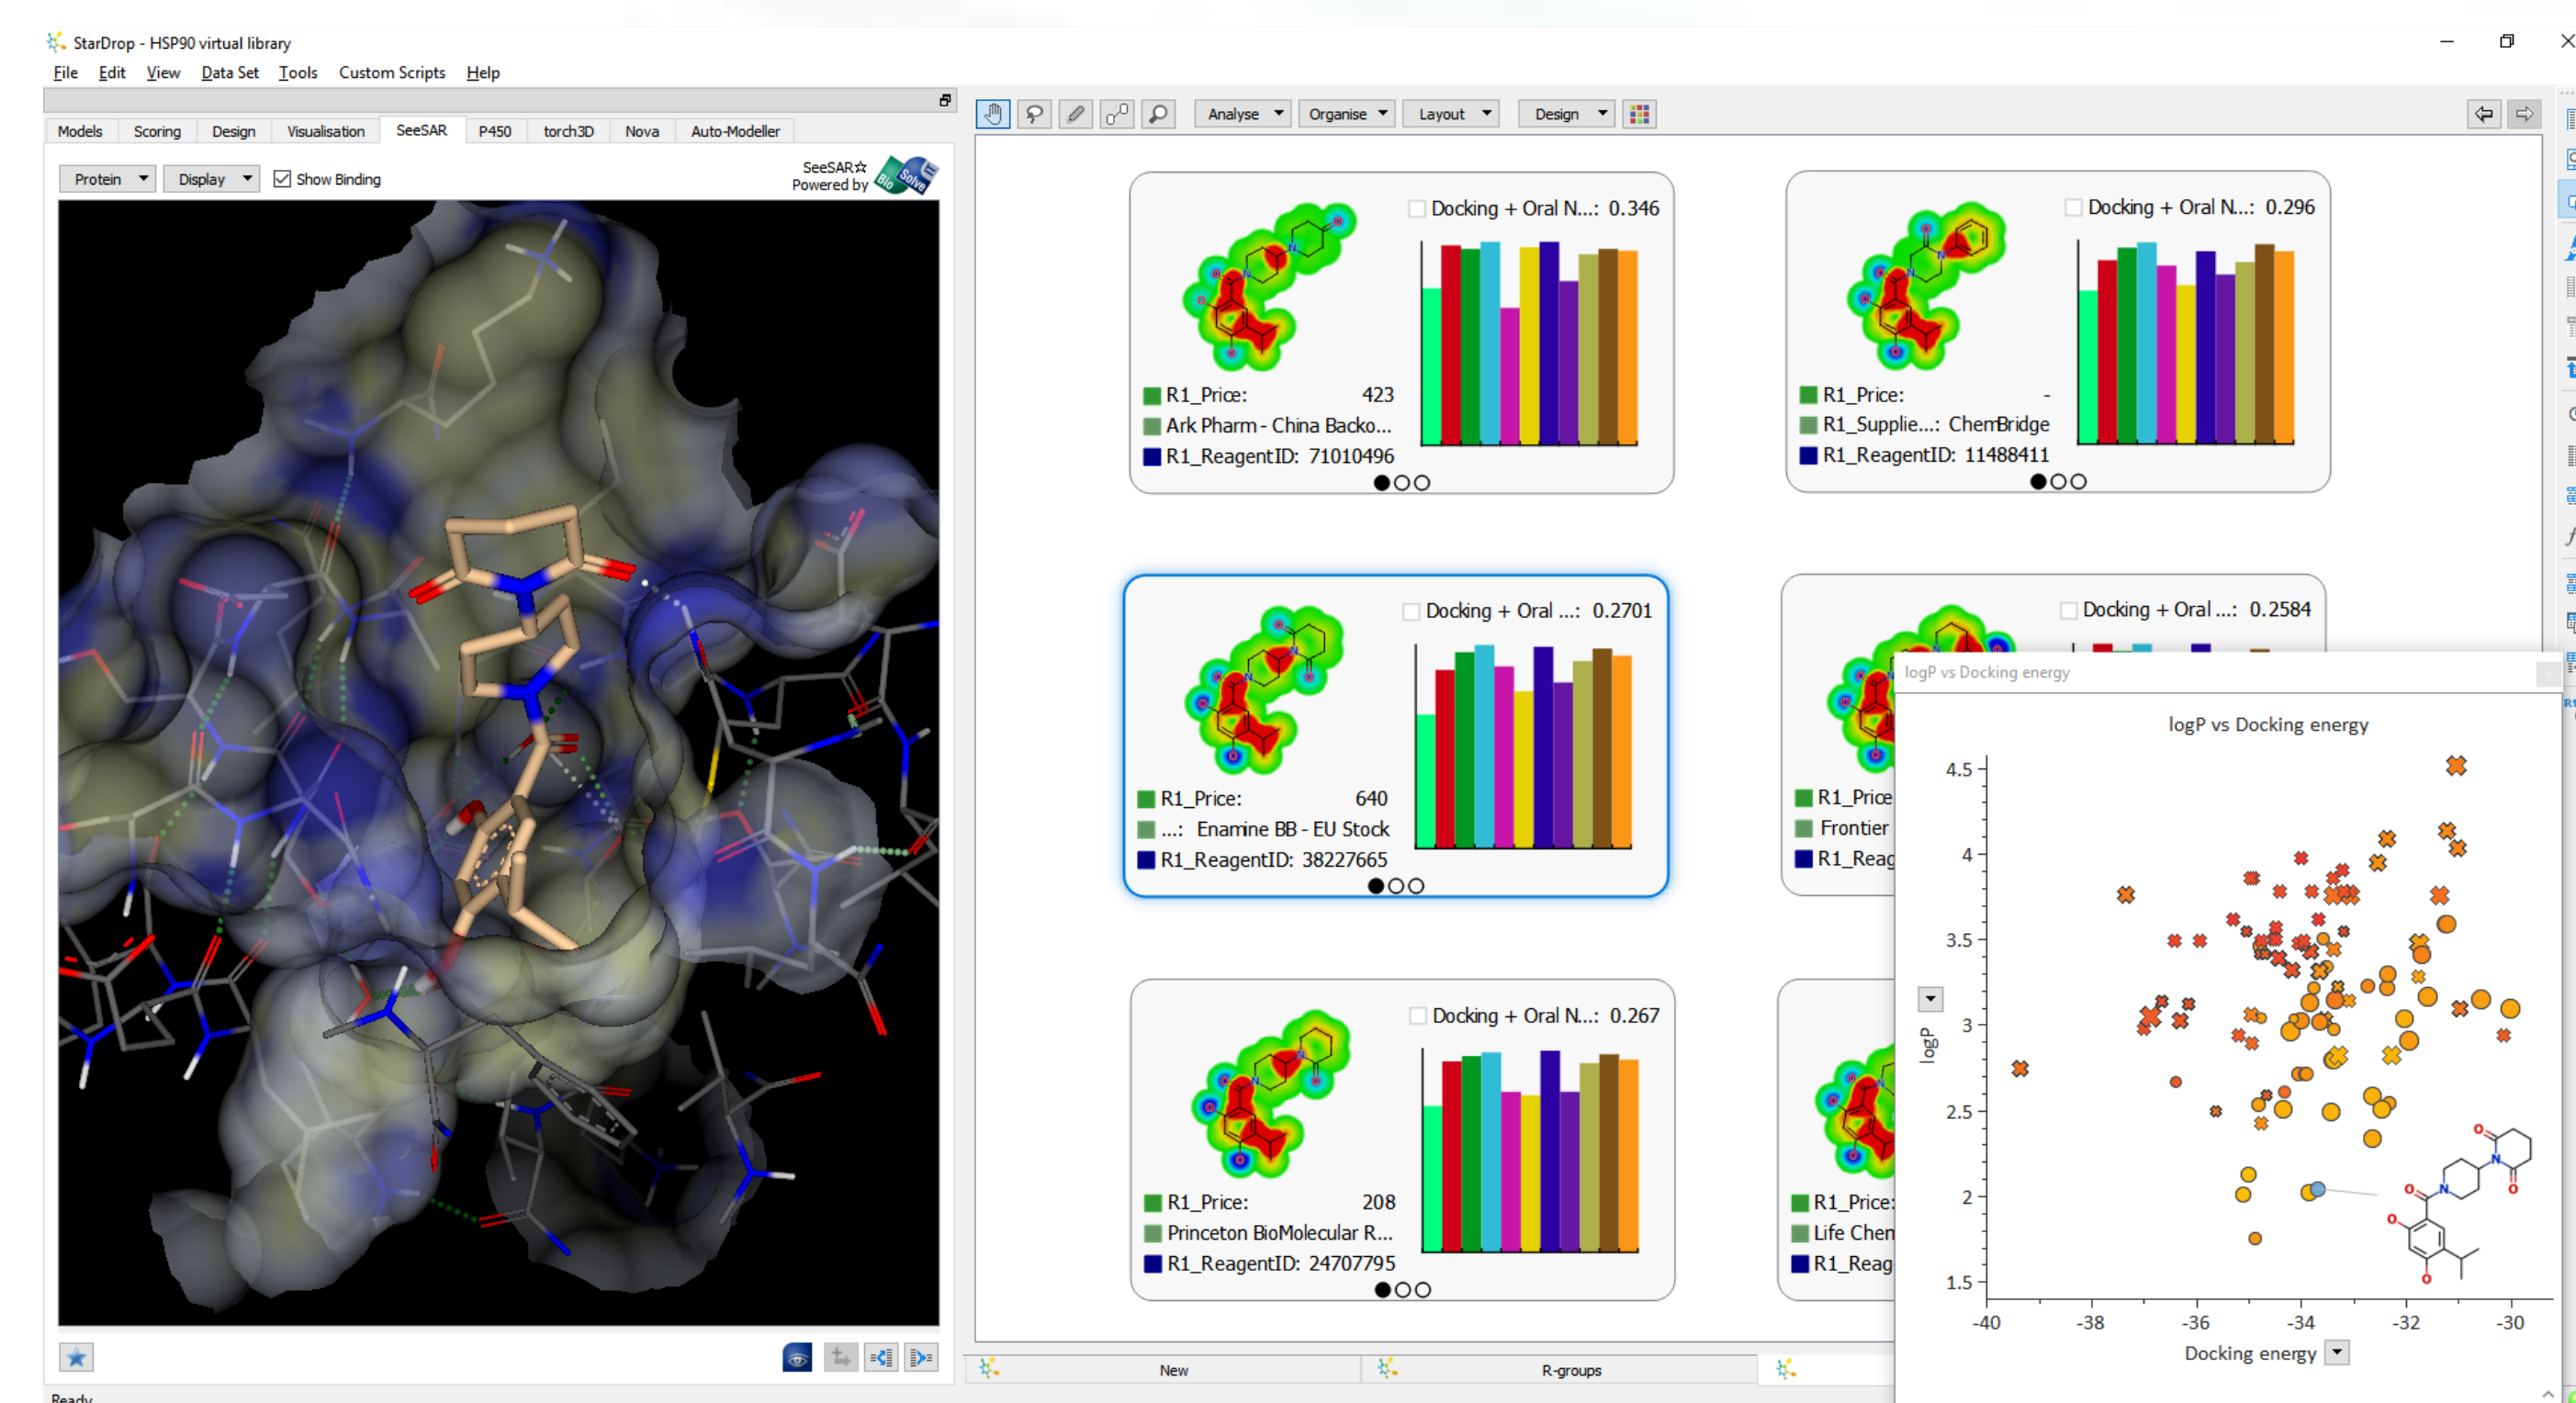 StarDrop - HSP90 virtual library
File Edit View Data Set Tools Custom Scripts Help
Models Scoring Design Visualisation SeeSAR P450 torch3D Nova Auto-Modeller
Analyse Organise Layout Design
Protein Display Show Binding
SeeSAR☆
Powered by
Bio Solve
IT
Docking + Oral N...: 0.346
R1_Price: 423
Ark Pharm - China Backo...
R1_ReagentID: 71010496
Docking + Oral N...: 0.296
R1_Price: -
R1_Supplie...: ChemBridge
R1_ReagentID: 11488411
Docking + Oral ...: 0.2701
R1_Price: 640
...: Enamine BB - EU Stock
R1_ReagentID: 38227665
Docking + Oral ...: 0.2584
R1_Price
Frontier
R1_Reag
Docking + Oral N...: 0.267
R1_Price: 208
Princeton BioMolecular R...
R1_ReagentID: 24707795
R1_Price:
Life Chen
R1_Reag
logP vs Docking energy
logP vs Docking energy
4.5
4
3.5
3
2.5
2
1.5
logP
-40 -38 -36 -34 -32 -30
Docking energy
O N O
O N
O
O
New R-groups
Ready